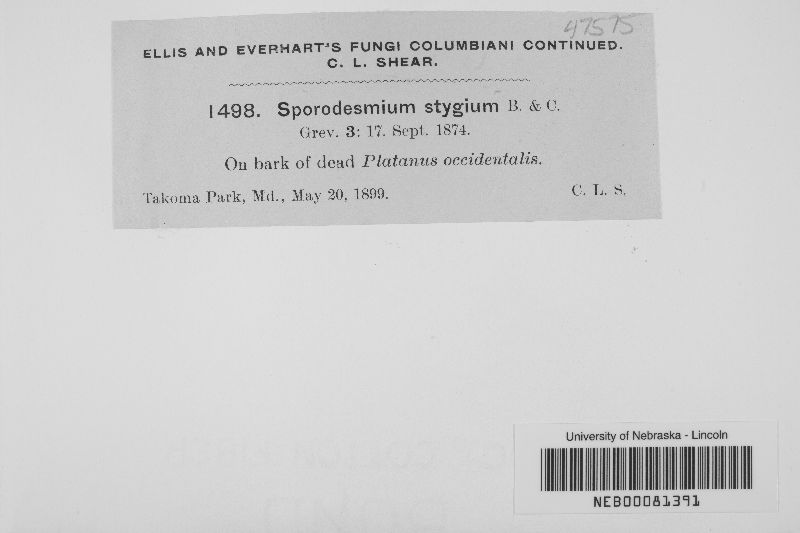 47575
ELLIS AND EVERHART'S FUNGI COLUMBIANI CONTINUED.
C. L. SHEAR.
1498. Sporodesmium stygium B. & C.
Grev. 3: 17. Sept. 1874.
On bark of dead Platanus occidentalis.
Takoma Park, Md., May 20, 1899. C. L. S.
University of Nebraska - Lincoln
NEB00081391